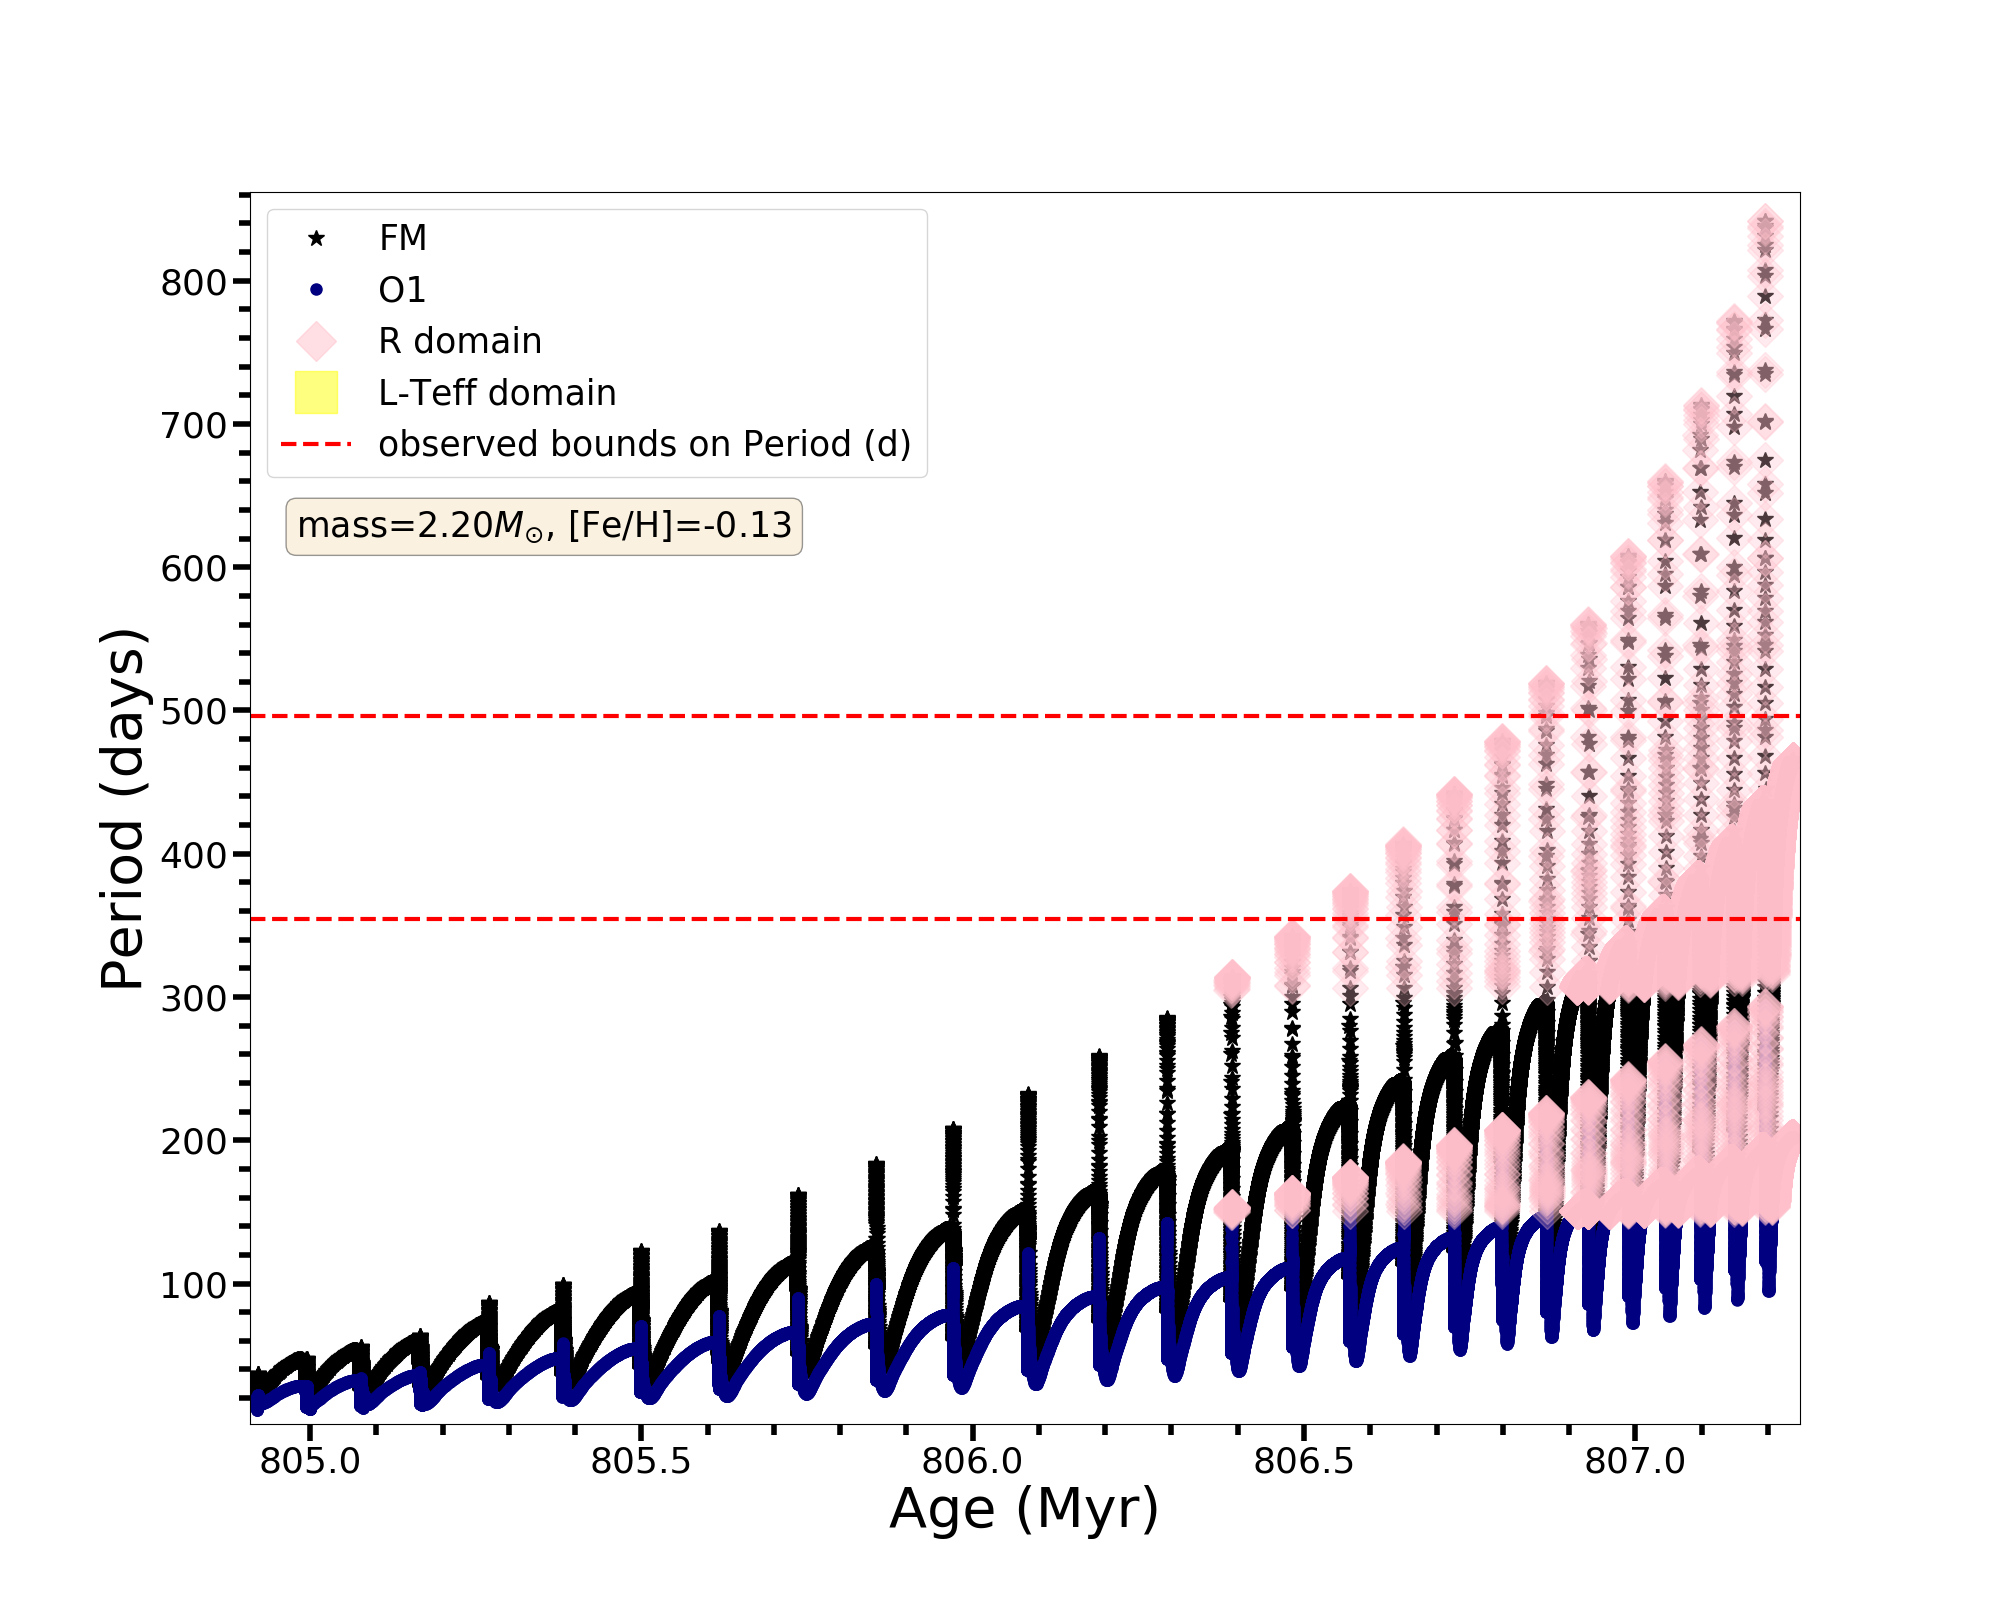 FM
O1
R domain
L-Teff domain
observed bounds on Period (d)
mass=2.20M⊙, [Fe/H]=-0.13
800
700
600
500
400
300
200
100
Period (days)
805.0 805.5 806.0 806.5 807.0
Age (Myr)